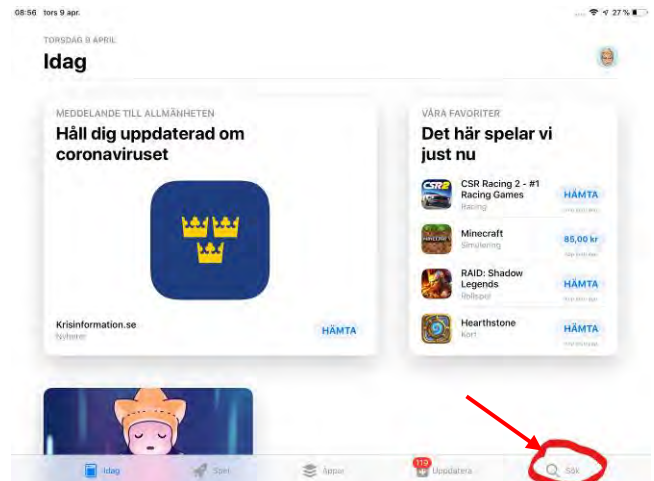 08:56 tors 9 apr.
27 %
TORSDAG 9 APRIL
Idag
MEDDELANDE TILL ALLMÄNHETEN
Håll dig uppdaterad om
coronaviruset
Krisinformation.se
Nyheter
HÄMTA
VÅRA FAVORITER
Det här spelar vi
just nu
CSR2
CSR Racing 2 - #1
Racing Games
Racing
HÄMTA
MINECRAFT
Minecraft
Simulering
85,00 kr
RAID: Shadow
Legends
Rollspel
HÄMTA
Hearthstone
Kort
HÄMTA
Idag
Spel
Appar
119
Uppdatera
Sök